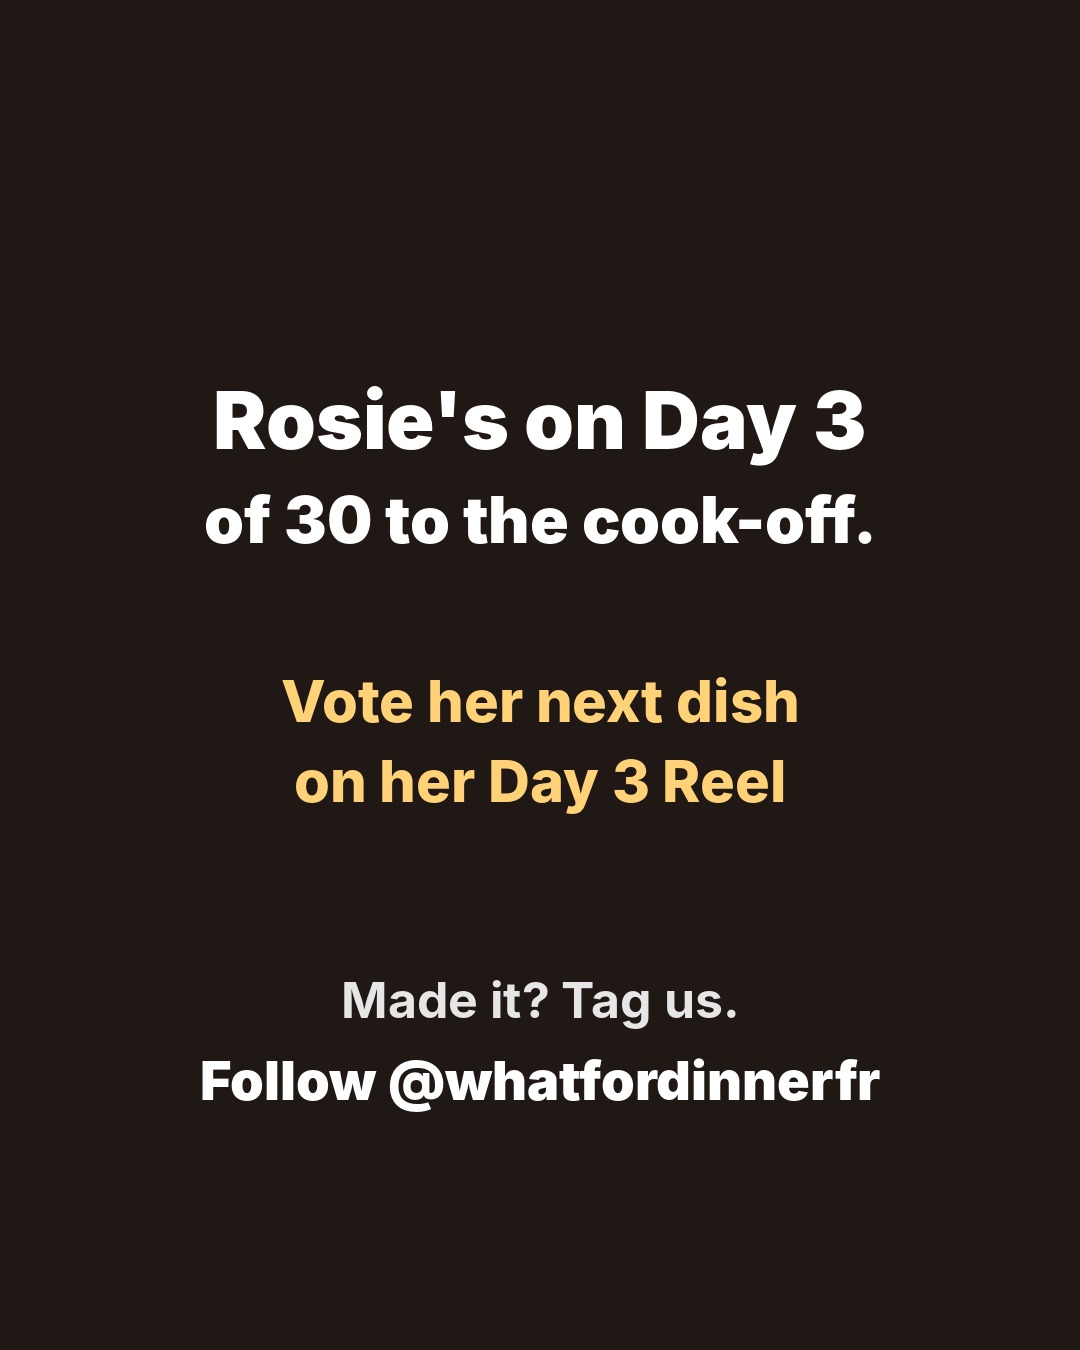 Rosie's on Day 3
of 30 to the cook-off.
Vote her next dish
on her Day 3 Reel
Made it? Tag us.
Follow @whatfordinnerfr